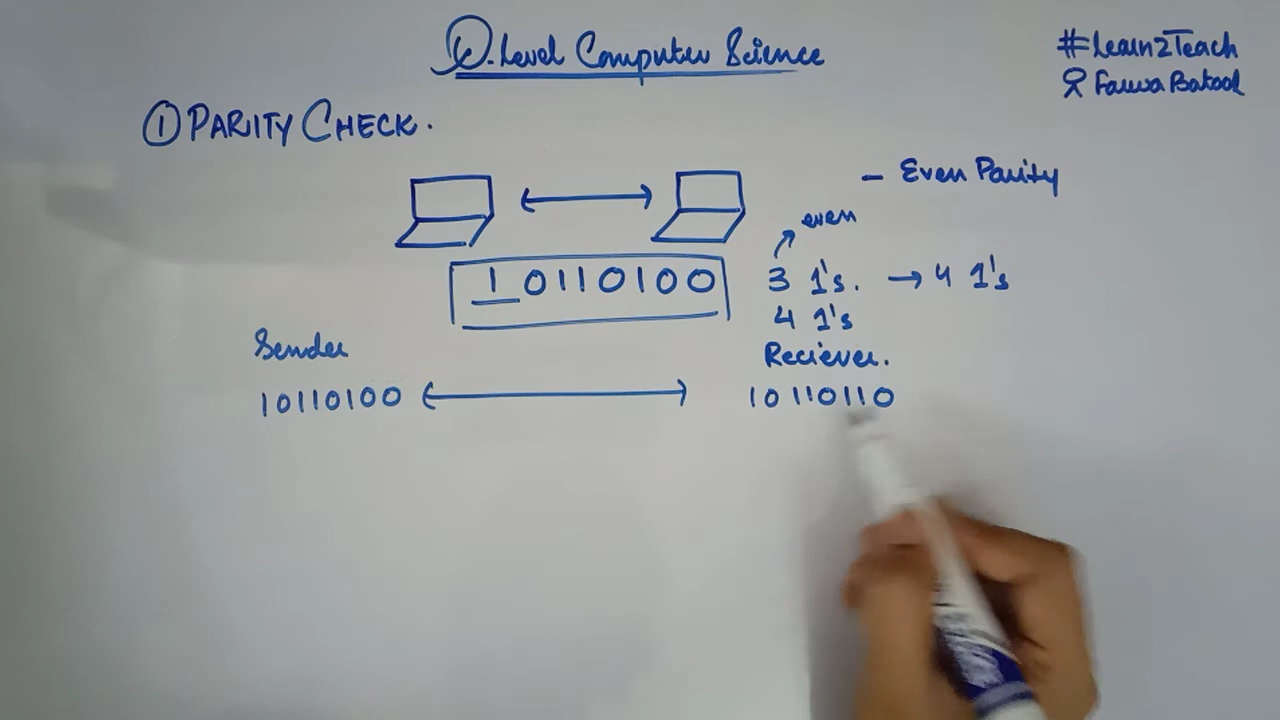 O.Level Computer Science
#Learn2Teach
Farwa Batool
① PARITY CHECK.
- Even Parity
even
10110100
3 1's. → 4 1's
4 1's
Sender
Reciever.
10110100
10110110